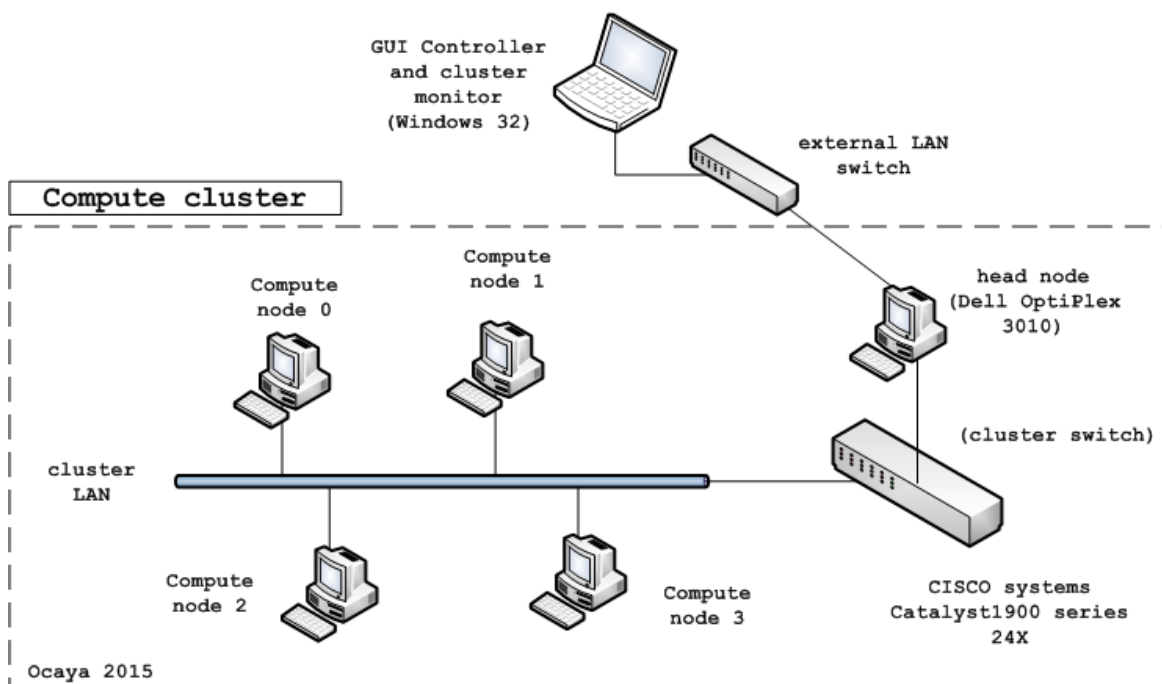 GUI Controller
and cluster
monitor
(Windows 32)
external LAN
switch
Compute cluster
Compute
node 0
Compute
node 1
head node
(Dell OptiPlex
3010)
(cluster switch)
cluster
LAN
Compute
node 2
Compute
node 3
CISCO systems
Catalyst1900 series
24X
Ocaya 2015